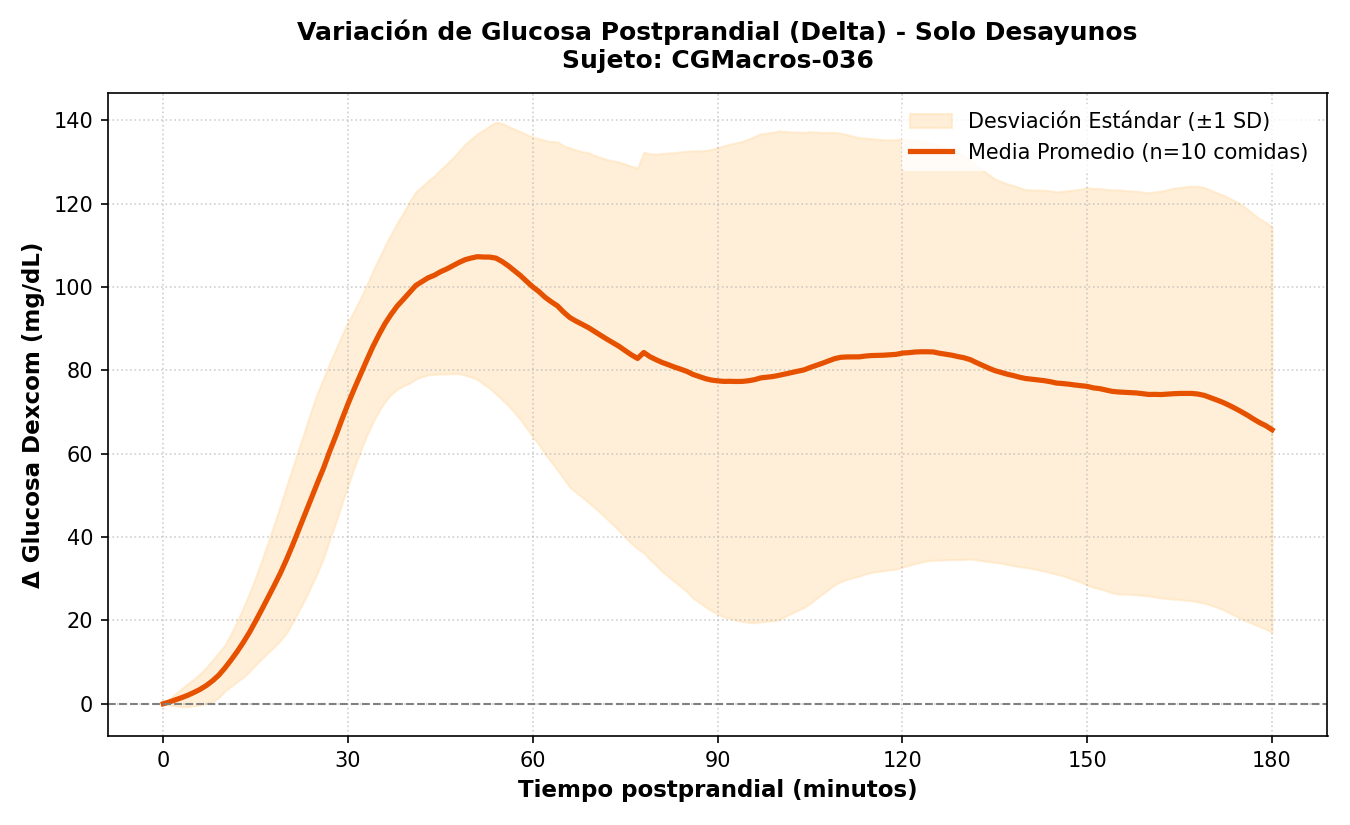 Variación de Glucosa Postprandial (Delta) - Solo Desayunos
Sujeto: CGMacros-036
Desviación Estándar (±1 SD)
Media Promedio (n=10 comidas)
Δ Glucosa Dexcom (mg/dL)
140
120
100
80
60
40
20
0
0 30 60 90 120 150 180
Tiempo postprandial (minutos)